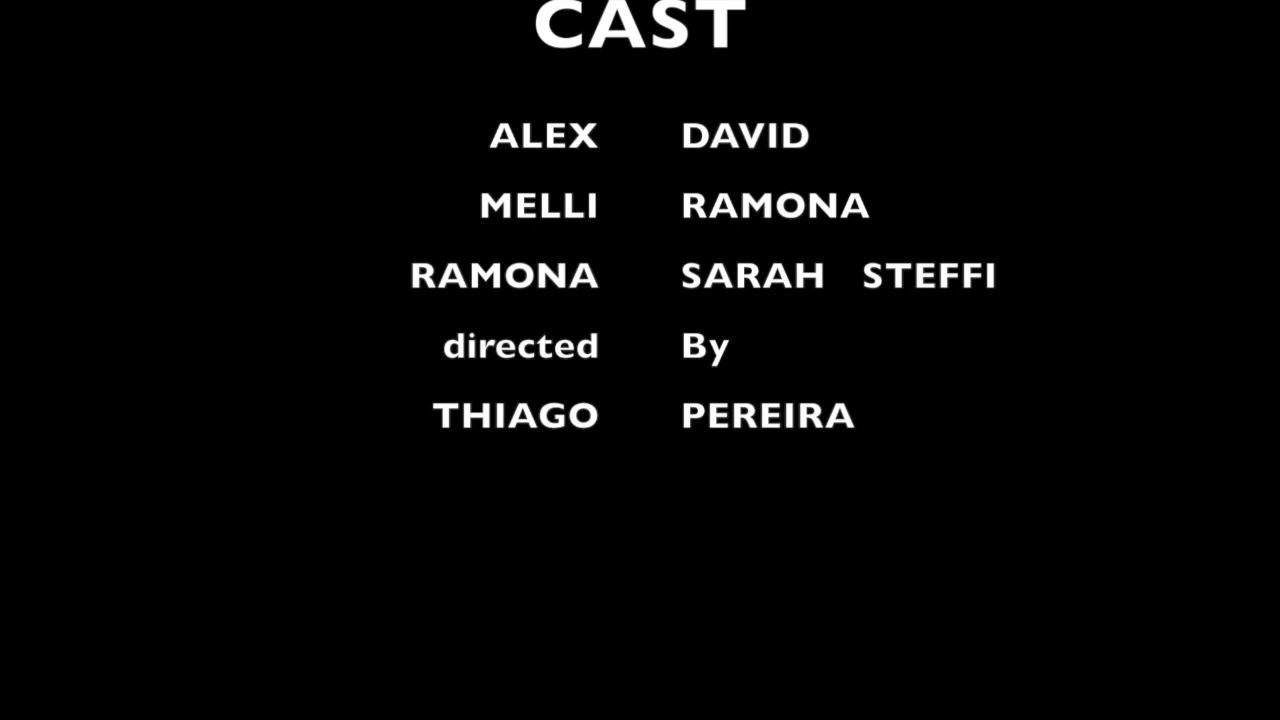 CAST
ALEX DAVID
MELLI RAMONA
RAMONA SARAH STEFFI
directed By
THIAGO PEREIRA